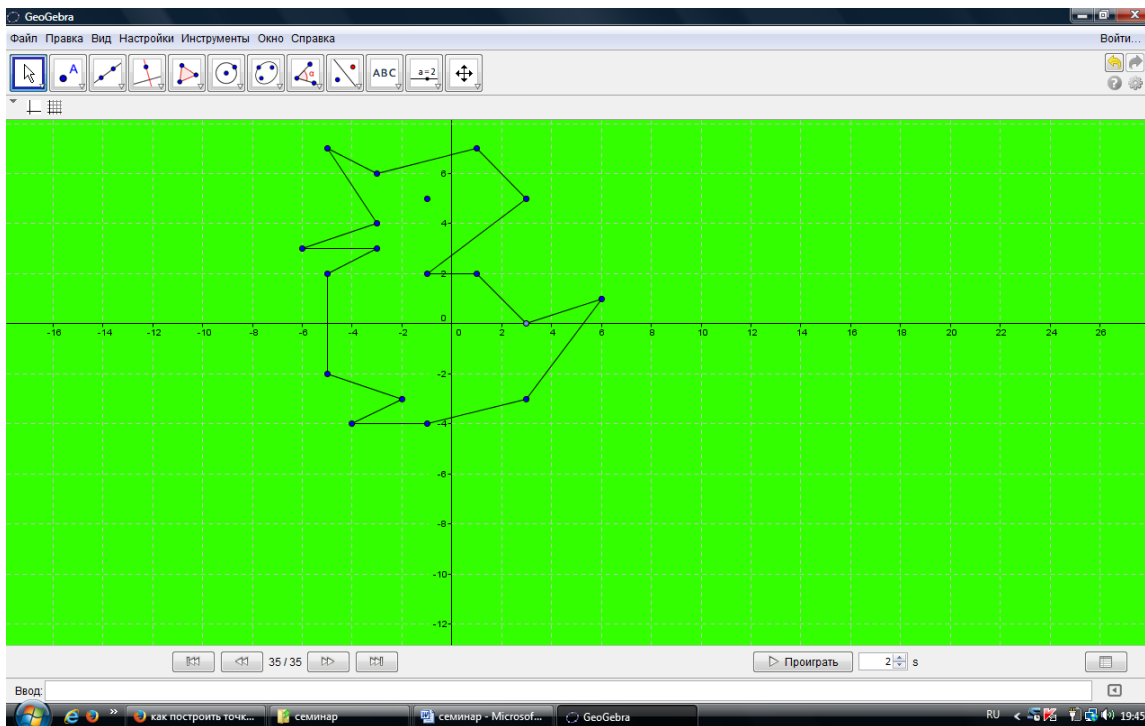 GeoGebra
Файл Правка Вид Настройки Инструменты Окно Справка Войти...
A α ABC a=2
6
4
2
0
-16 -14 -12 -10 -8 -6 -4 -2 0 2 4 6 8 10 12 14 16 18 20 22 24 26
-2
-4
-6
-8
-10
-12
35 / 35 Проиграть 2 s
Ввод:
как построить точк... семинар семинар - Microsof... GeoGebra RU 19:45